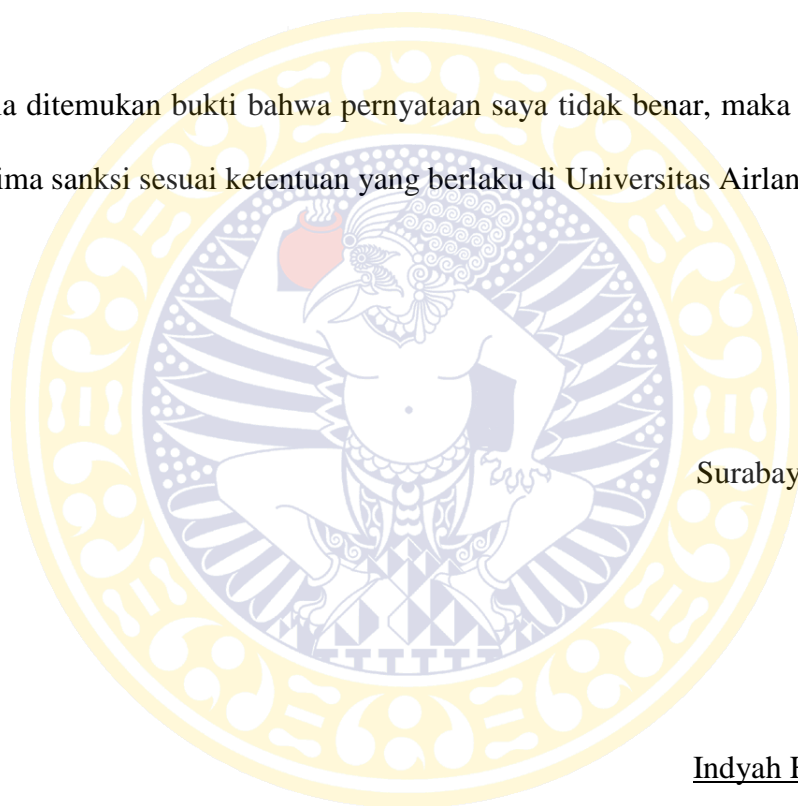 a ditemukan bukti bahwa pernyataan saya tidak benar, maka
ima sanksi sesuai ketentuan yang berlaku di Universitas Airlan
Surabay
Indyah